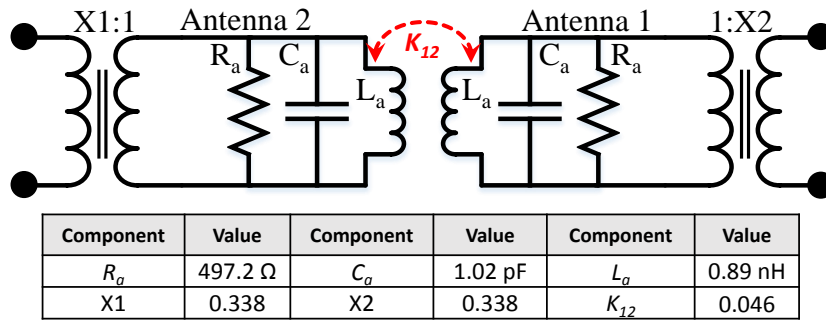 X1:1 Antenna 2 K12 Antenna 1 1:X2
Ra Ca La La Ca Ra
Component Value Component Value Component Value
Ra 497.2 Ω Ca 1.02 pF La 0.89 nH
X1 0.338 X2 0.338 K12 0.046